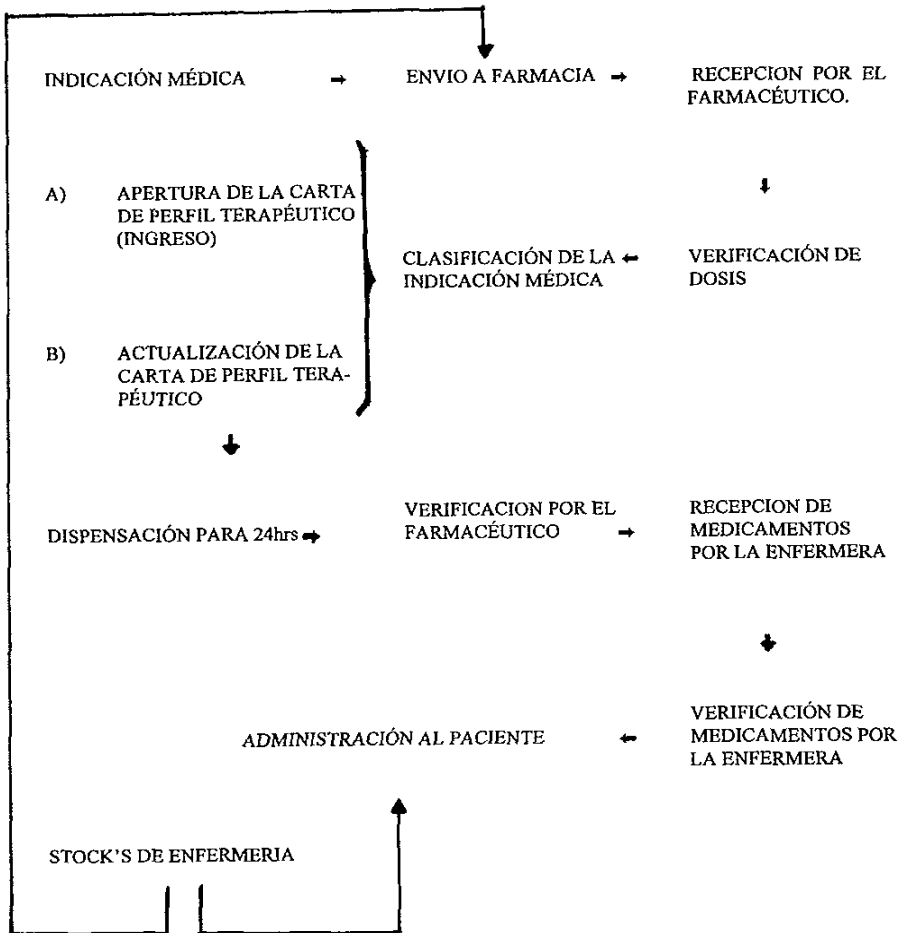 INDICACIÓN MÉDICA → ENVIO A FARMACIA → RECEPCION POR EL
FARMACÉUTICO.
↓
A) APERTURA DE LA CARTA
DE PERFIL TERAPÉUTICO
(INGRESO)
CLASIFICACIÓN DE LA ← VERIFICACIÓN DE
INDICACIÓN MÉDICA DOSIS
B) ACTUALIZACIÓN DE LA
CARTA DE PERFIL TERA-
PÉUTICO
↓
DISPENSACIÓN PARA 24hrs →
VERIFICACION POR EL
FARMACÉUTICO →
RECEPCION DE
MEDICAMENTOS
POR LA ENFERMERA
↓
VERIFICACIÓN DE
MEDICAMENTOS POR
LA ENFERMERA
ADMINISTRACIÓN AL PACIENTE ←
STOCK'S DE ENFERMERIA